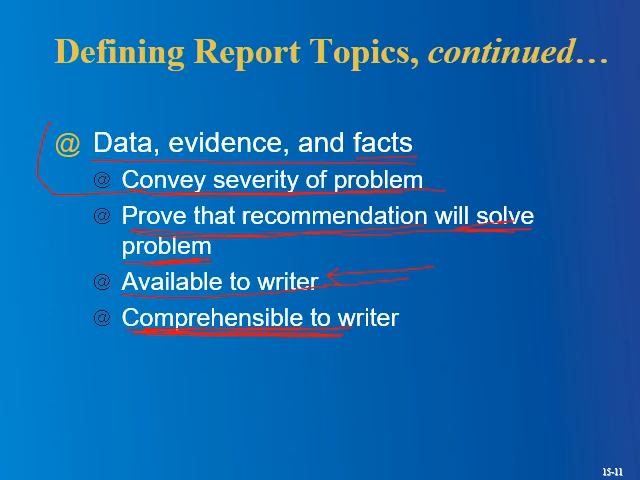 Defining Report Topics, continued…
@ Data, evidence, and facts
@ Convey severity of problem
@ Prove that recommendation will solve
problem
@ Available to writer
@ Comprehensible to writer
15-11